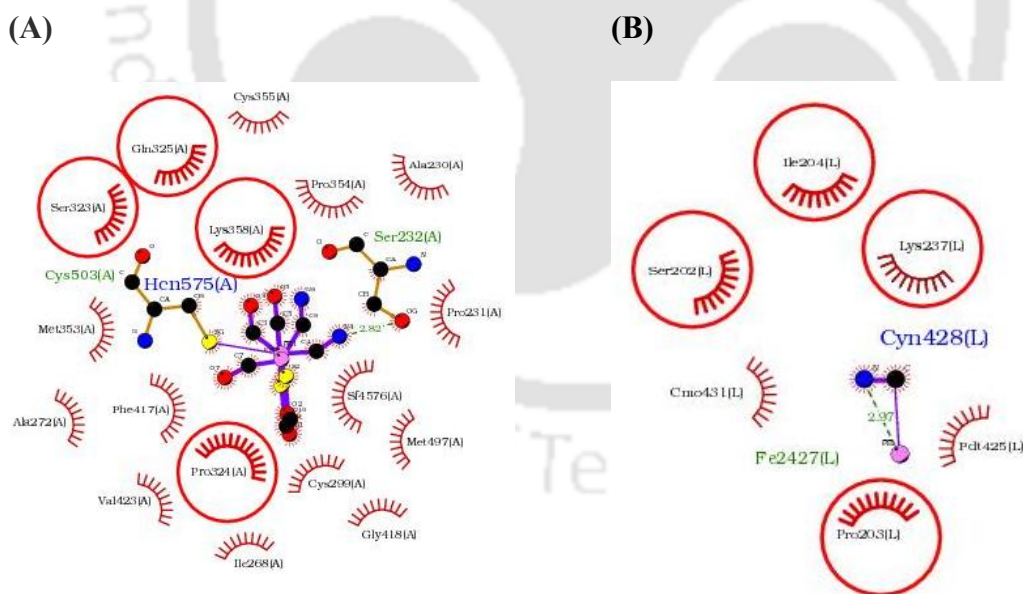 (A)
(B)
Cys355(A)
Gln325(A)
Ala230(A)
Pro354(A)
Ser323(A)
Lys358(A)
Ser232(A)
Cys503(A)
Hcn575(A)
Pro231(A)
Met353(A)
2.82
Phe417(A)
Sf4576(A)
Ala272(A)
Met497(A)
Pro324(A)
Cys299(A)
Val423(A)
Gly418(A)
Ile268(A)
Ile204(L)
Lys237(L)
Ser202(L)
Cyn428(L)
Cmo431(L)
2.97
Fe2427(L)
Pdt425(L)
Pro203(L)